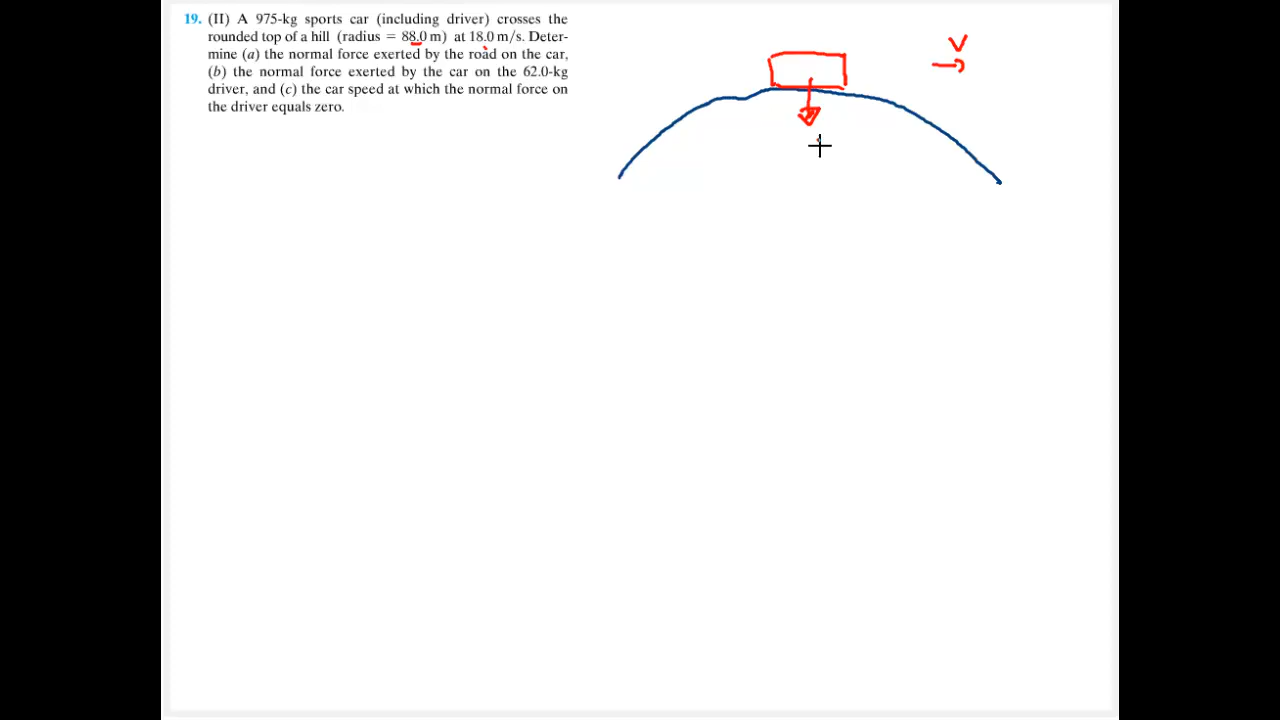 19. (II) A 975-kg sports car (including driver) crosses the
rounded top of a hill (radius = 88.0 m) at 18.0 m/s. Deter-
mine (a) the normal force exerted by the road on the car,
(b) the normal force exerted by the car on the 62.0-kg
driver, and (c) the car speed at which the normal force on
the driver equals zero.
V